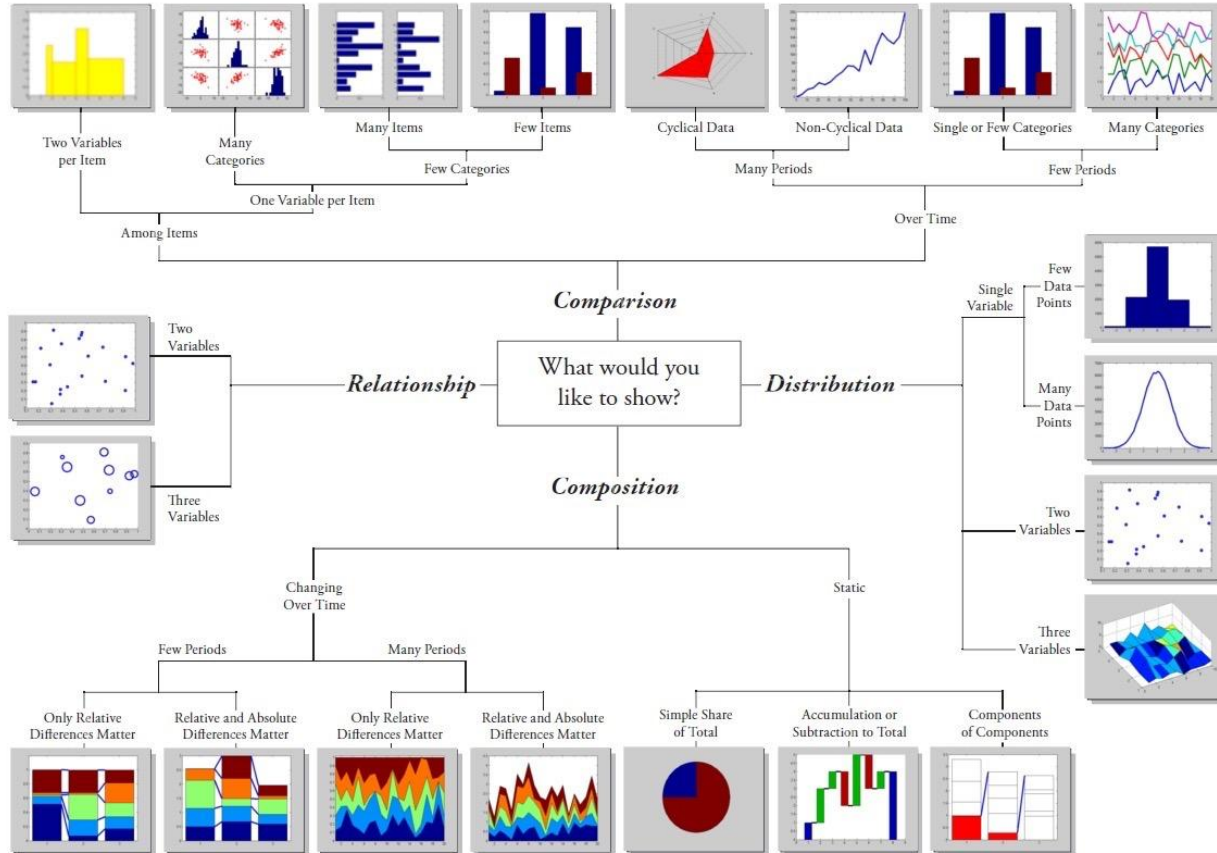 Two Variables
per Item
Many
Categories
Many Items
Few Items
Cyclical Data
Non-Cyclical Data
Single or Few Categories
Many Categories
Few Categories
Many Periods
Few Periods
One Variable per Item
Among Items
Over Time
Comparison
What would you
like to show?
Relationship
Two
Variables
Three
Variables
Distribution
Single
Variable
Few
Data
Points
Many
Data
Points
Two
Variables
Three
Variables
Composition
Changing
Over Time
Static
Few Periods
Many Periods
Only Relative
Differences Matter
Relative and Absolute
Differences Matter
Only Relative
Differences Matter
Relative and Absolute
Differences Matter
Simple Share
of Total
Accumulation or
Subtraction to Total
Components
of Components